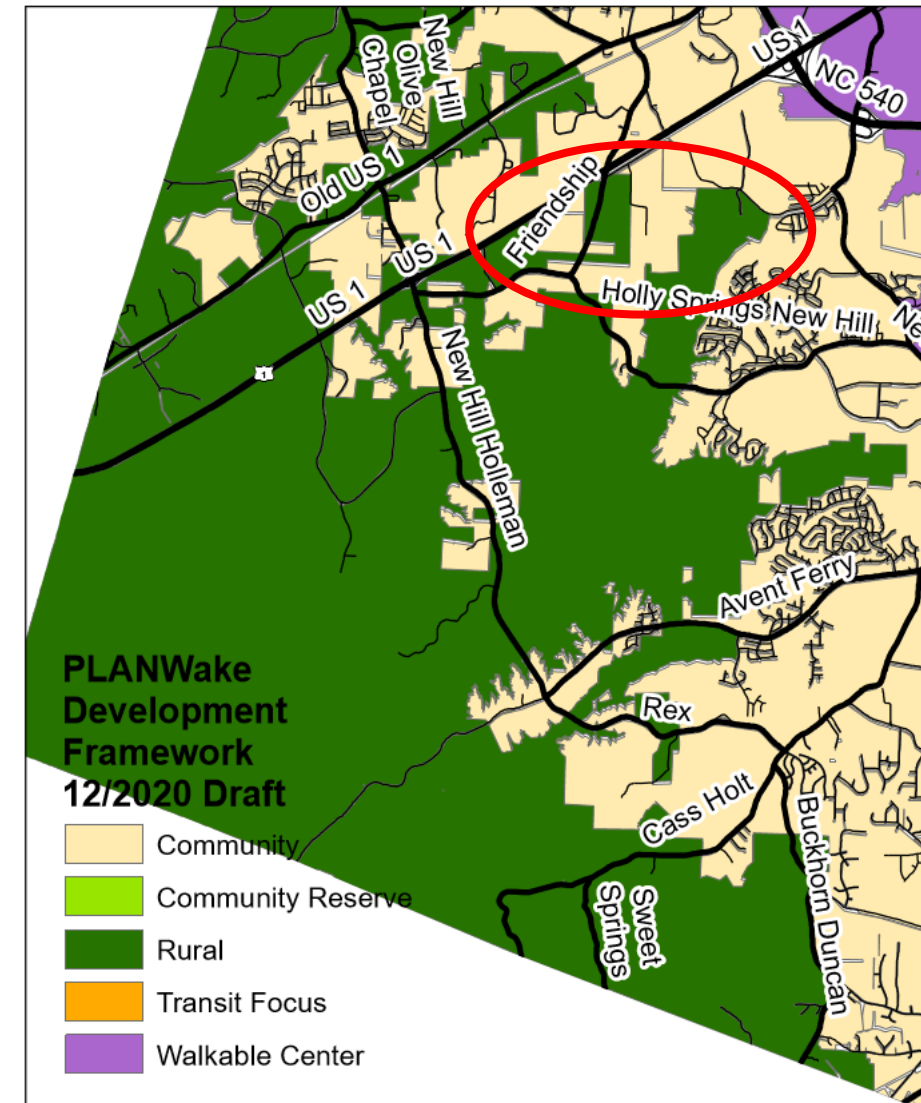 New Hill
Olive
Chapel
US 1
NC 540
Old US 1
Friendship
US 1
US 1
Holly Springs New Hill
Ne
1
New Hill Holleman
Avent Ferry
Rex
Cass Holt
Buckhorn Duncan
Sweet
Springs
PLANWake
Development
Framework
12/2020 Draft
Community
Community Reserve
Rural
Transit Focus
Walkable Center